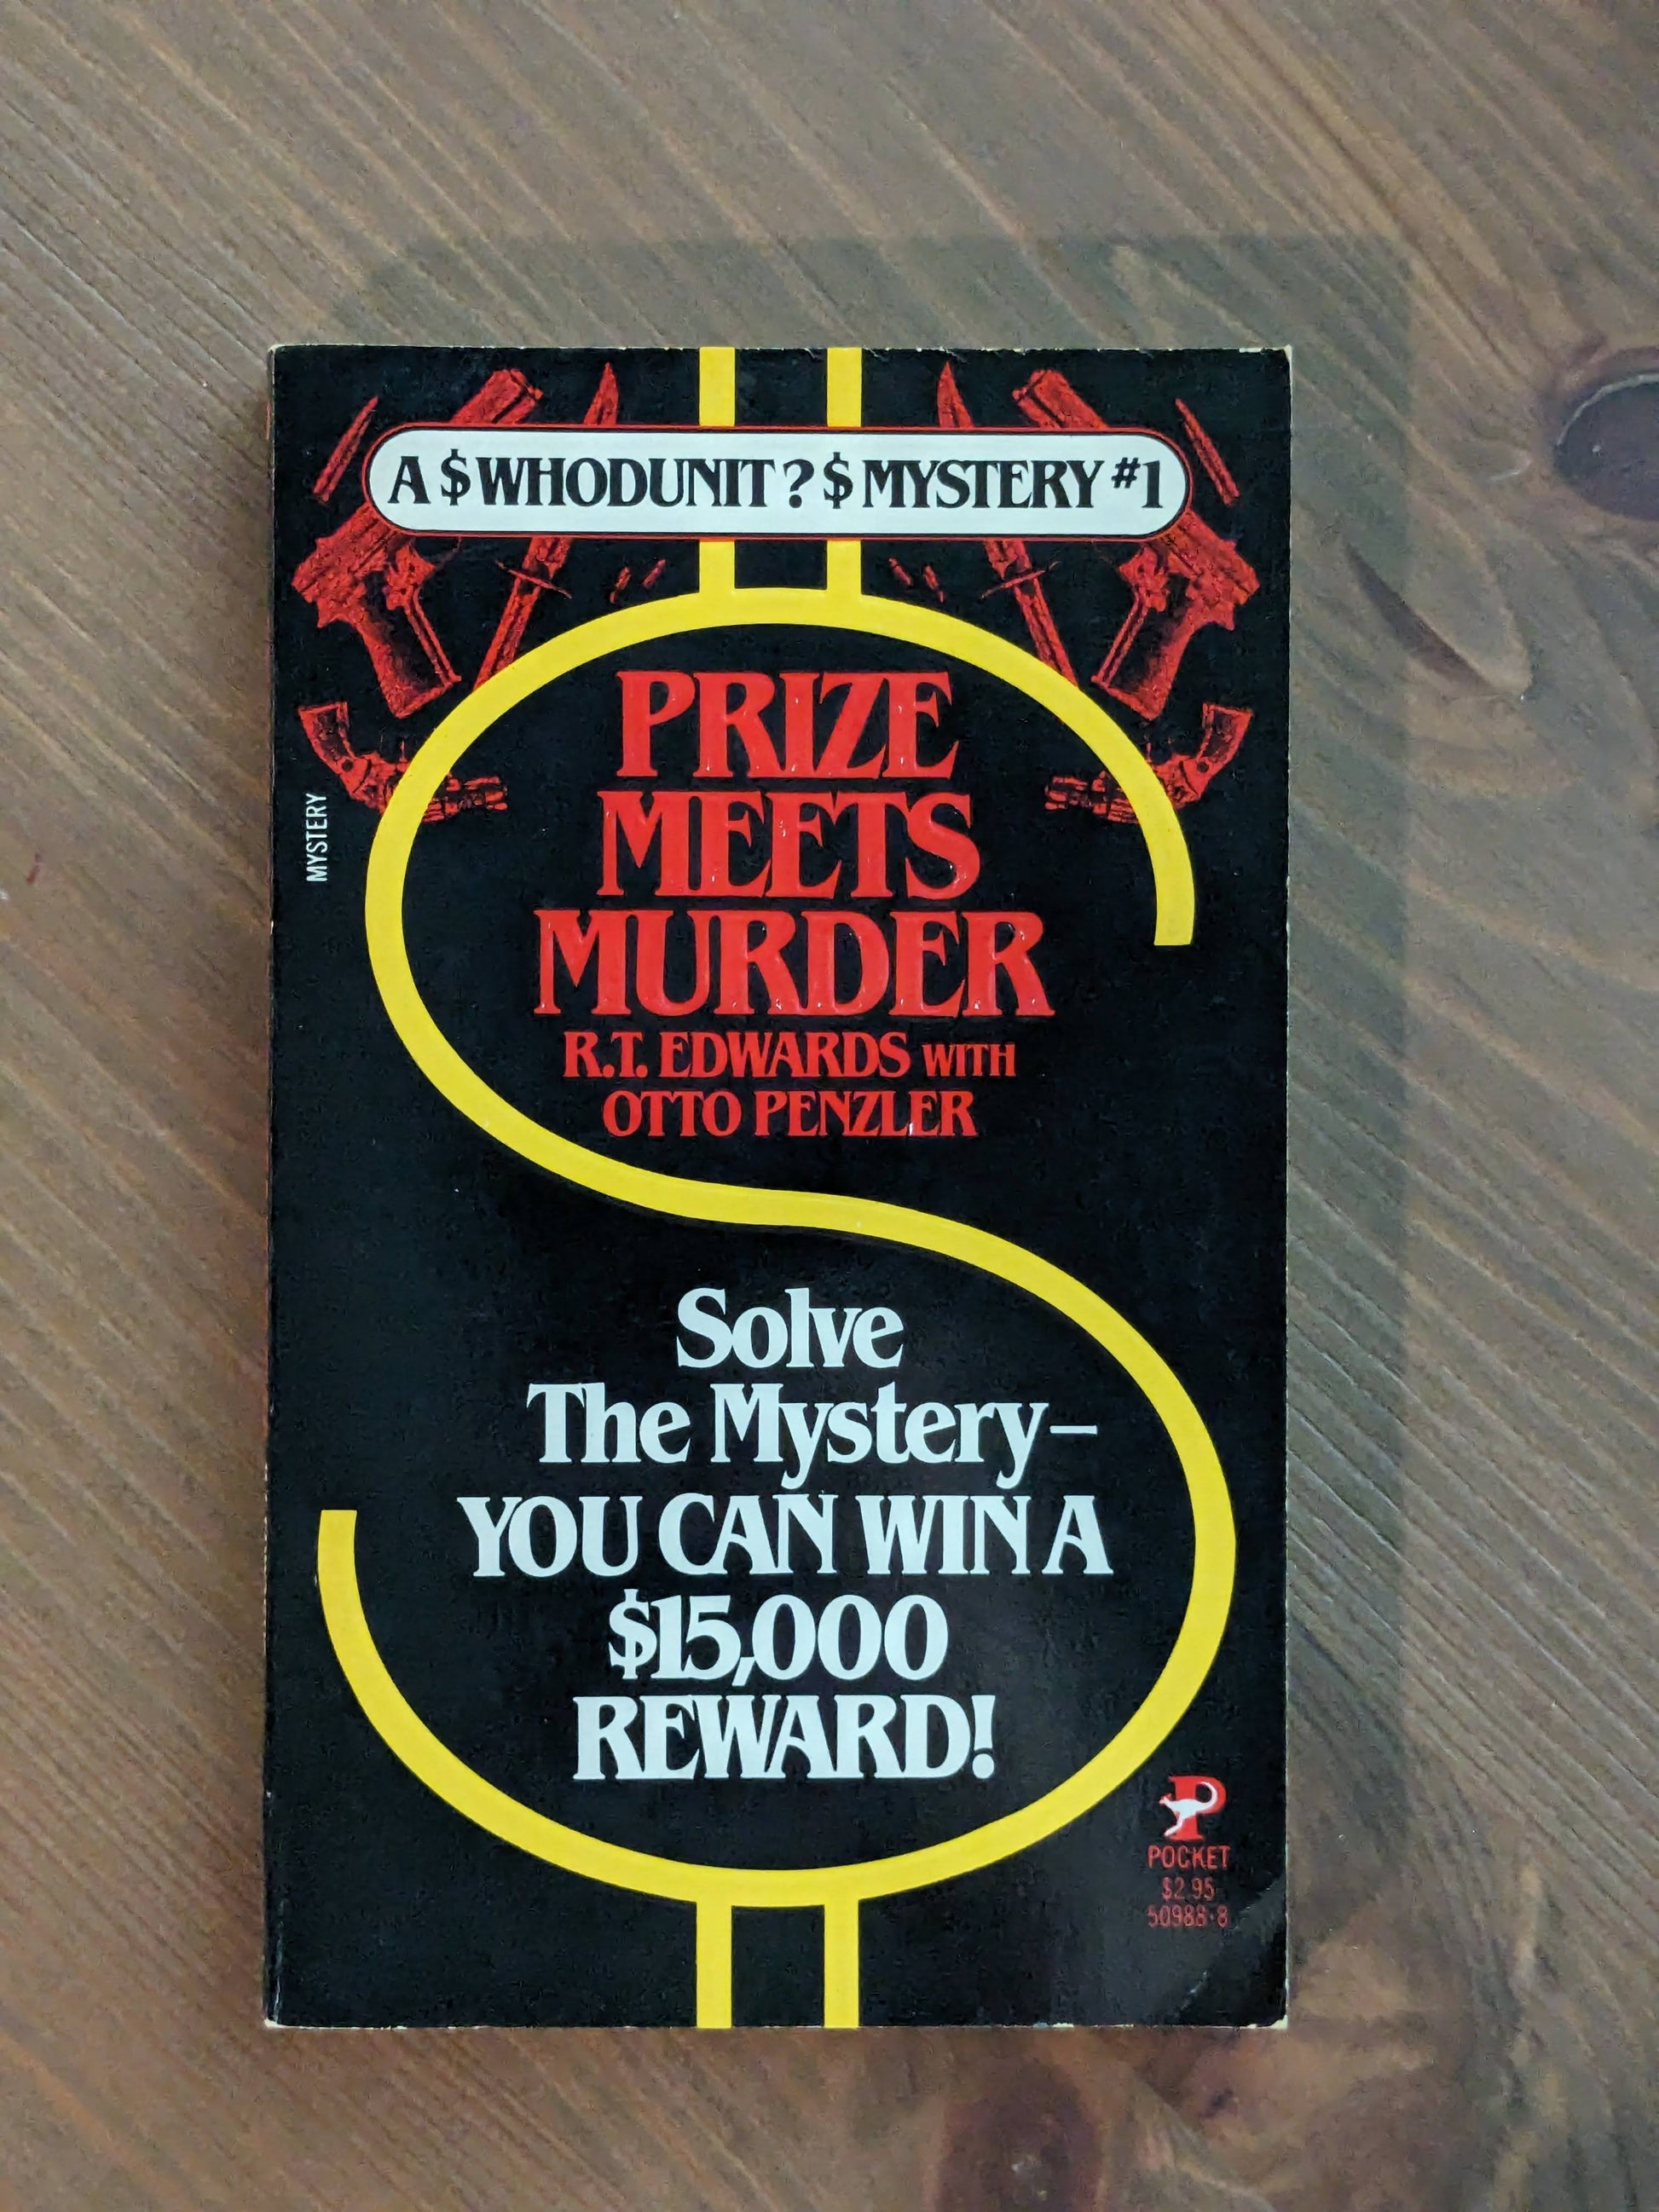 A $ WHODUNIT? $ MYSTERY #1
PRIZE
MEETS
MURDER
R.T. EDWARDS WITH
OTTO PENZLER
MYSTERY
Solve
The Mystery–
YOU CAN WIN A
$15,000
REWARD!
P
POCKET
$2.95
50988-8